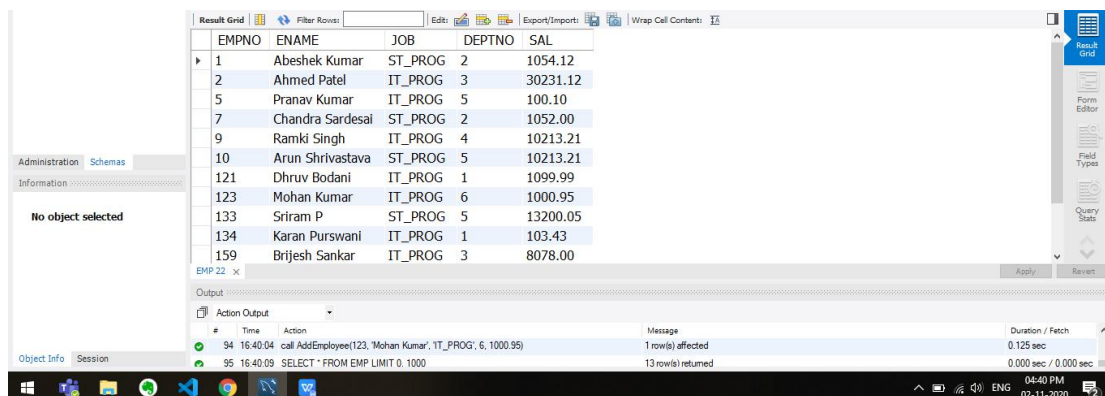 Result Grid Filter Rows: Edit: Export/Import: Wrap Cell Content:
EMPNO ENAME JOB DEPTNO SAL
1 Abeshek Kumar ST_PROG 2 1054.12
2 Ahmed Patel IT_PROG 3 30231.12
5 Pranav Kumar IT_PROG 5 100.10
7 Chandra Sardesai ST_PROG 2 1052.00
9 Ramki Singh IT_PROG 4 10213.21
10 Arun Shrivastava ST_PROG 5 10213.21
121 Dhruv Bodani IT_PROG 1 1099.99
123 Mohan Kumar IT_PROG 6 1000.95
133 Sriram P ST_PROG 5 13200.05
134 Karan Purswani IT_PROG 1 103.43
159 Brijesh Sankar IT_PROG 3 8078.00
Result
Grid
Form
Editor
Field
Types
Query
Stats
Administration Schemas
Information
No object selected
EMP 22 Apply Revert
Output
Action Output
# Time Action Message Duration / Fetch
94 16:40:04 call AddEmployee(123, 'Mohan Kumar', 'IT_PROG', 6, 1000.95) 1 row(s) affected 0.125 sec
95 16:40:09 SELECT * FROM EMP LIMIT 0, 1000 13 row(s) returned 0.000 sec / 0.000 sec
Object Info Session
ENG 04:40 PM
02-11-2020